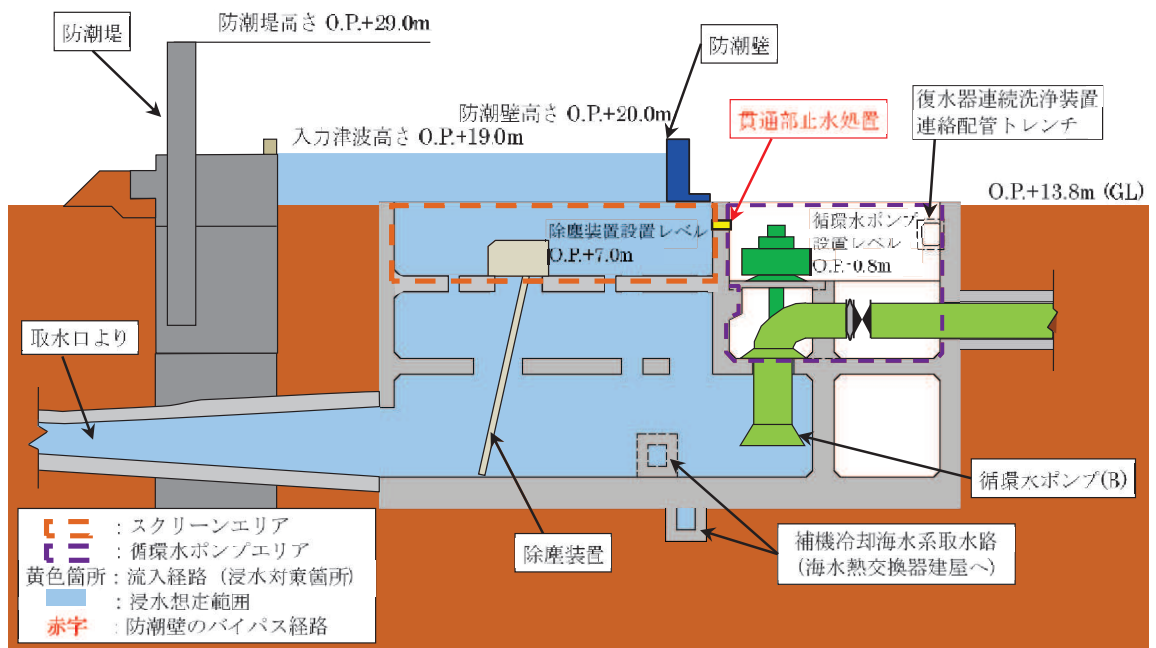 防潮堤高さ O.P.+29.0m
防潮堤
防潮壁
防潮壁高さ O.P.+20.0m
入力津波高さ O.P.+19.0m
貫通部止水処置
復水器連続洗浄装置
連絡配管トレンチ
O.P.+13.8m (GL)
除塵装置設置レベル
O.P.+7.0m
循環水ポンプ
設置レベル
O.P.-0.8m
取水口より
循環水ポンプ(B)
除塵装置
補機冷却海水系取水路
(海水熱交換器建屋へ)
：スクリーンエリア
：循環水ポンプエリア
黄色箇所：流入経路（浸水対策箇所）
：浸水想定範囲
赤字：防潮壁のバイパス経路